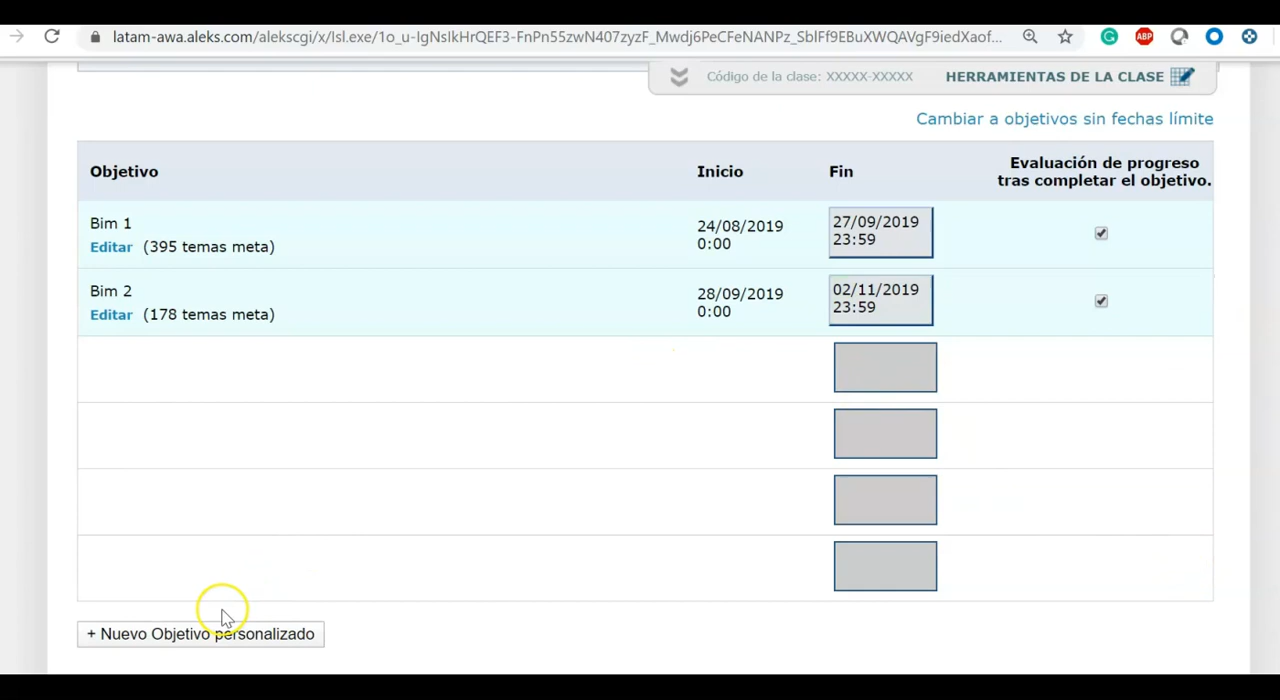 latam-awa.aleks.com/alekscgi/x/Isl.exe/1o_u-IgNsIkHrQEF3-FnPn55zwN407zyzF_Mwdj6PeCFeNANPz_SbIFf9EBuXWQAVgF9iedXaof...
ABP
Código de la clase: XXXXX-XXXXX
HERRAMIENTAS DE LA CLASE
Cambiar a objetivos sin fechas límite
Objetivo Inicio Fin Evaluación de progreso
tras completar el objetivo.
Bim 1
Editar (395 temas meta)
24/08/2019
0:00
27/09/2019
23:59
Bim 2
Editar (178 temas meta)
28/09/2019
0:00
02/11/2019
23:59
+ Nuevo Objetivo personalizado